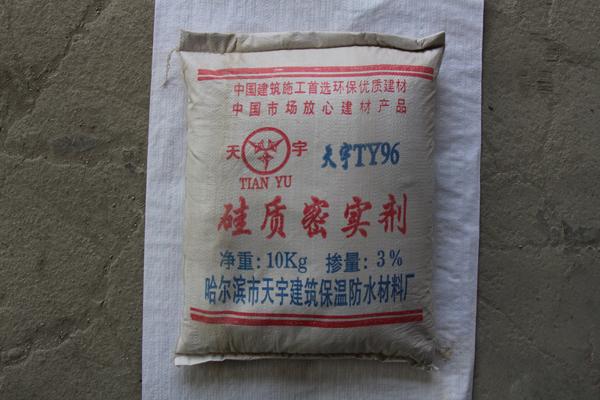 中国建筑施工首选环保优质建材
中国市场放心建材产品
天 宇 天宇TY96
TIAN YU
硅质密实剂
净重:10Kg 掺量:3%
哈尔滨市天宇建筑保温防水材料厂